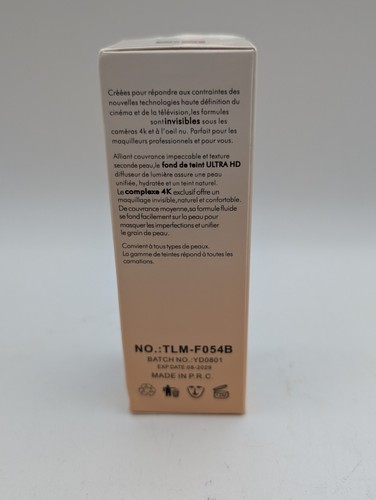 Créées pour répondre aux contraintes des
nouvelles technologies haute définition du
cinéma et de la télévision,les formules
sont invisibles sous les
caméras 4k et à l'oeil nu. Parfait pour les
maquilleurs professionnels et pour vous.
Alliant couvrance impeccable et texture
seconde peau,le fond de teint ULTRA HD
diffuseur de lumière assure une peau
unifiée, hydratée et un teint naturel.
Le complexe 4K exclusif offre un
maquillage invisible,naturel et confortable.
De couvrance moyenne,sa formule fluide
se fond facilement sur la peau pour
masquer les imperfections et unifier
le grain de peau.
Convient à tous types de peaux.
La gamme de teintes répond à toutes les
carnations.
NO.:TLM-F054B
BATCH NO.:YD0801
EXP DATE:08-2029
MADE IN P.R.C.